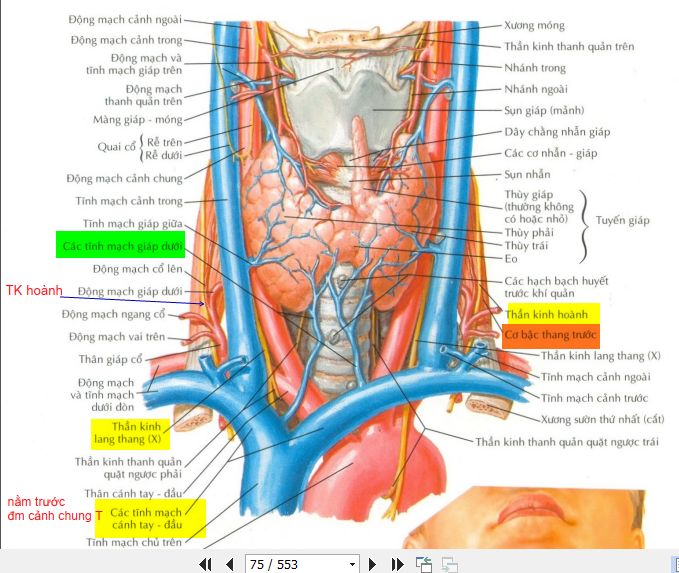 Động mạch cảnh ngoài
Động mạch cảnh trong
Động mạch và
tĩnh mạch giáp trên
Động mạch
thanh quản trên
Màng giáp - móng
Quai cổ { Rễ trên
Rễ dưới
Động mạch cảnh chung
Tĩnh mạch cảnh trong
Tĩnh mạch giáp giữa
Các tĩnh mạch giáp dưới
Động mạch cổ lên
TK hoành
Động mạch giáp dưới
Động mạch ngang cổ
Động mạch vai trên
Thân giáp cổ
Động mạch
và tĩnh mạch
dưới đòn
Thần kinh
lang thang (X)
Thần kinh thanh quản
quặt ngược phải
Thân cánh tay - đầu
nằm trước
đm cảnh chung T
Các tĩnh mạch
cánh tay - đầu
Tĩnh mạch chủ trên
Xương móng
Thần kinh thanh quản trên
Nhánh trong
Nhánh ngoài
Sụn giáp (mảnh)
Dây chằng nhẫn giáp
Các cơ nhẫn - giáp
Sụn nhẫn
Thùy giáp
(thường không
có hoặc nhỏ)
Thùy phải
Thùy trái
Eo
Tuyến giáp
Các hạch bạch huyết
trước khí quản
Thần kinh hoành
Cơ bậc thang trước
Thần kinh lang thang (X)
Tĩnh mạch cảnh ngoài
Tĩnh mạch cảnh trước
Xương sườn thứ nhất (cắt)
Thần kinh thanh quản quặt ngược trái
75 / 553